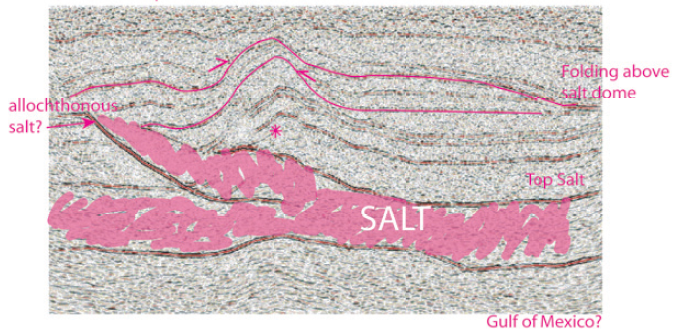 Folding above
salt dome
allochthonous
salt?
*
Top Salt
SALT
Gulf of Mexico?